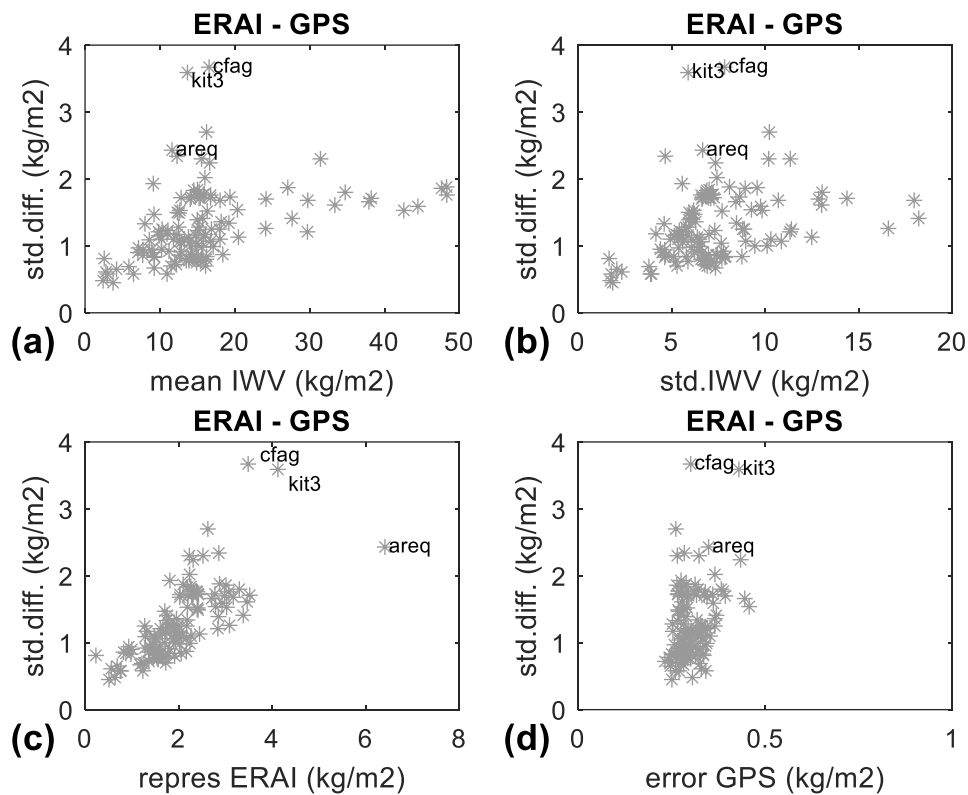 ERAI - GPS
4
3
2
1
0
std.diff. (kg/m2)
cfag
kit3
areq
0 10 20 30 40 50
(a)
mean IWV (kg/m2)
ERAI - GPS
4
3
2
1
0
std.diff. (kg/m2)
kit3 cfag
areq
0 5 10 15 20
(b)
std.IWV (kg/m2)
ERAI - GPS
4
3
2
1
0
std.diff. (kg/m2)
cfag
kit3
areq
0 2 4 6 8
(c)
repres ERAI (kg/m2)
ERAI - GPS
4
3
2
1
0
std.diff. (kg/m2)
cfag kit3
areq
0 0.5 1
(d)
error GPS (kg/m2)